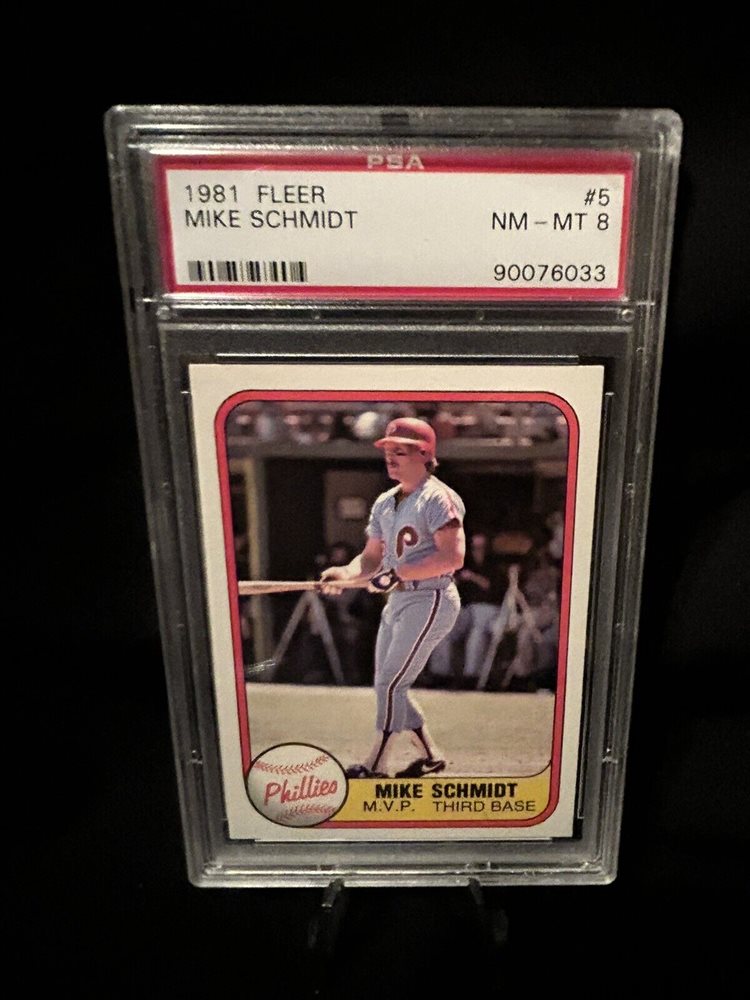 PSA
1981 FLEER #5
MIKE SCHMIDT NM - MT 8
90076033
P
Phillies
MIKE SCHMIDT
M.V.P. THIRD BASE